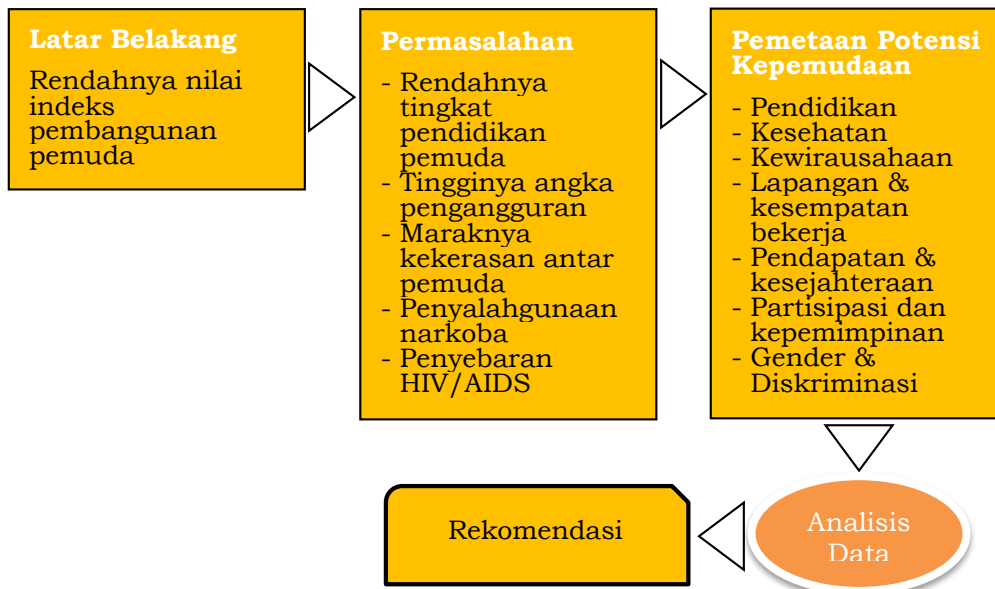 Latar Belakang
Rendahnya nilai
indeks
pembangunan
pemuda
Permasalahan
- Rendahnya
tingkat
pendidikan
pemuda
- Tingginya angka
pengangguran
- Maraknya
kekerasan antar
pemuda
- Penyalahgunaan
narkoba
- Penyebaran
HIV/AIDS
Pemetaan Potensi
Kepemudaan
- Pendidikan
- Kesehatan
- Kewirausahaan
- Lapangan &
kesempatan
bekerja
- Pendapatan &
kesejahteraan
- Partisipasi dan
kepemimpinan
- Gender &
Diskriminasi
Analisis
Data
Rekomendasi